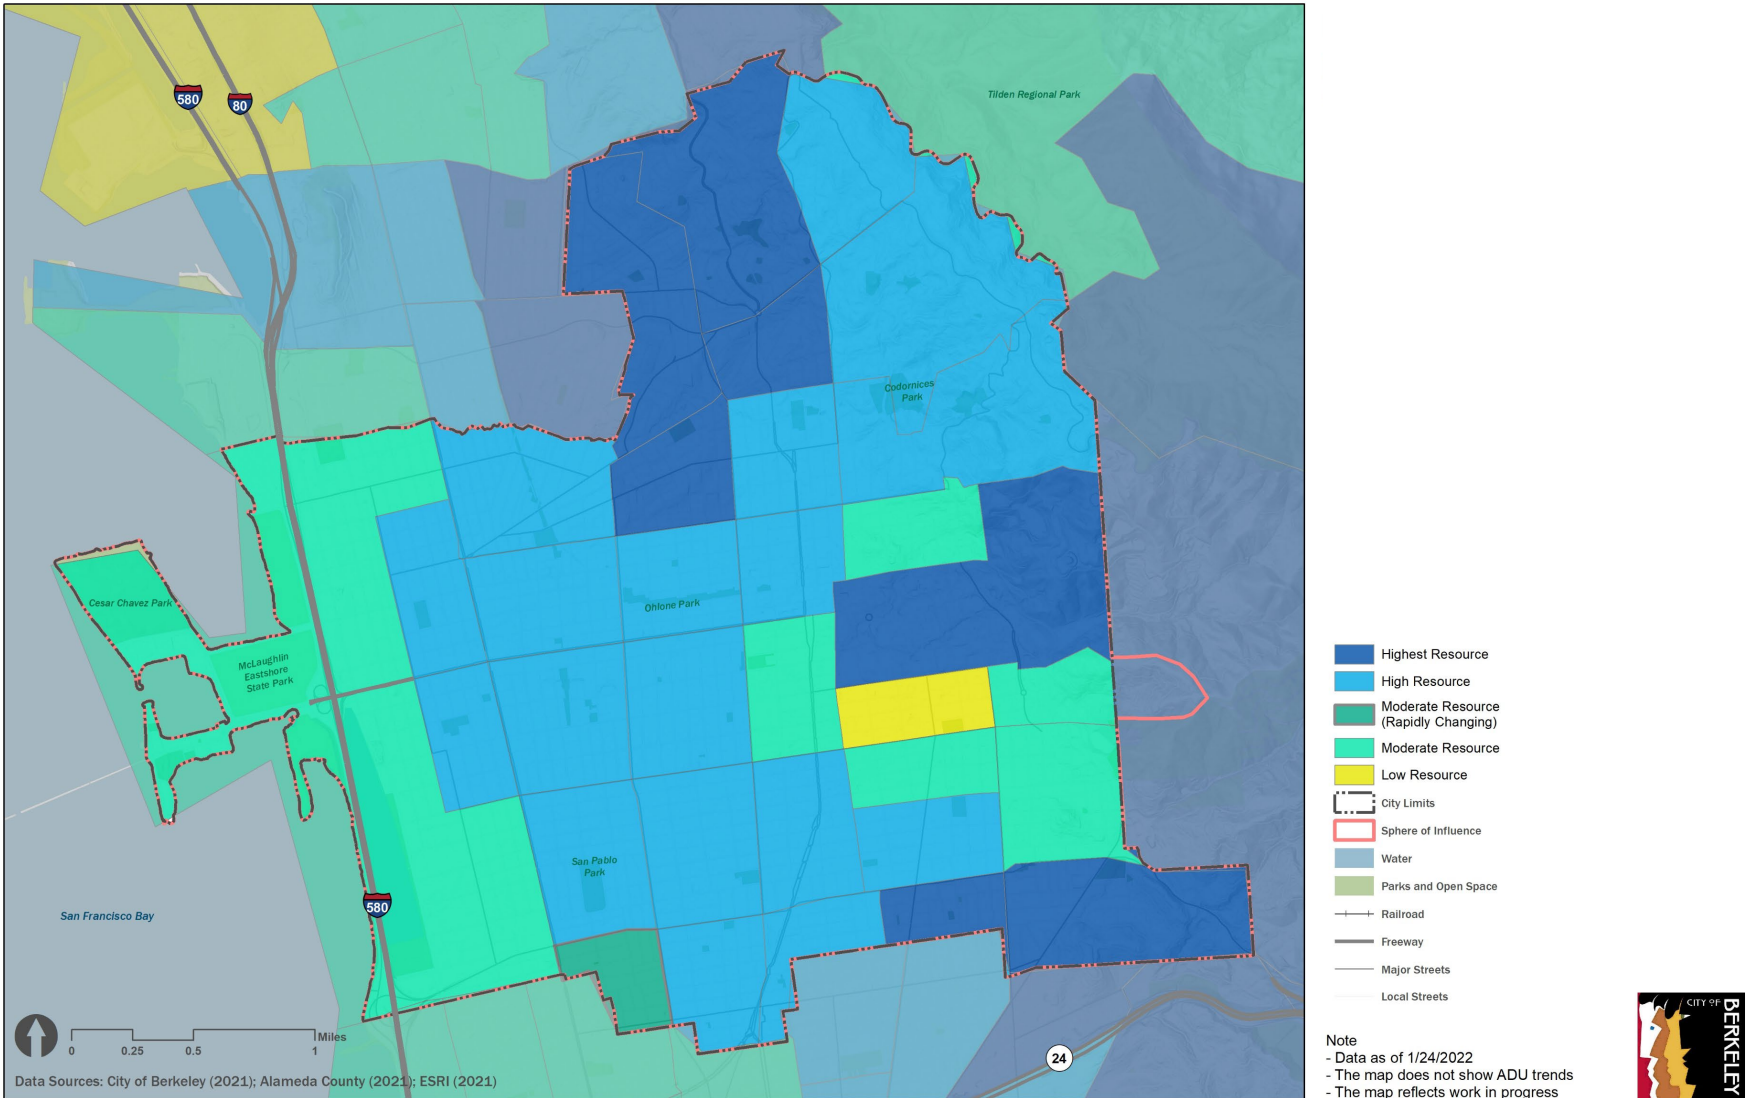 580
80
Tilden Regional Park
Codornices
Park
Cesar Chavez Park
Ohlone Park
McLaughlin
Eastshore
State Park
San Pablo
Park
San Francisco Bay
580
24
Miles
0
0.25
0.5
1
Data Sources: City of Berkeley (2021); Alameda County (2021); ESRI (2021)
Highest Resource
High Resource
Moderate Resource
(Rapidly Changing)
Moderate Resource
Low Resource
City Limits
Sphere of Influence
Water
Parks and Open Space
Railroad
Freeway
Major Streets
Local Streets
Note
- Data as of 1/24/2022
- The map does not show ADU trends
- The map reflects work in progress
CITY OF
BERKELEY